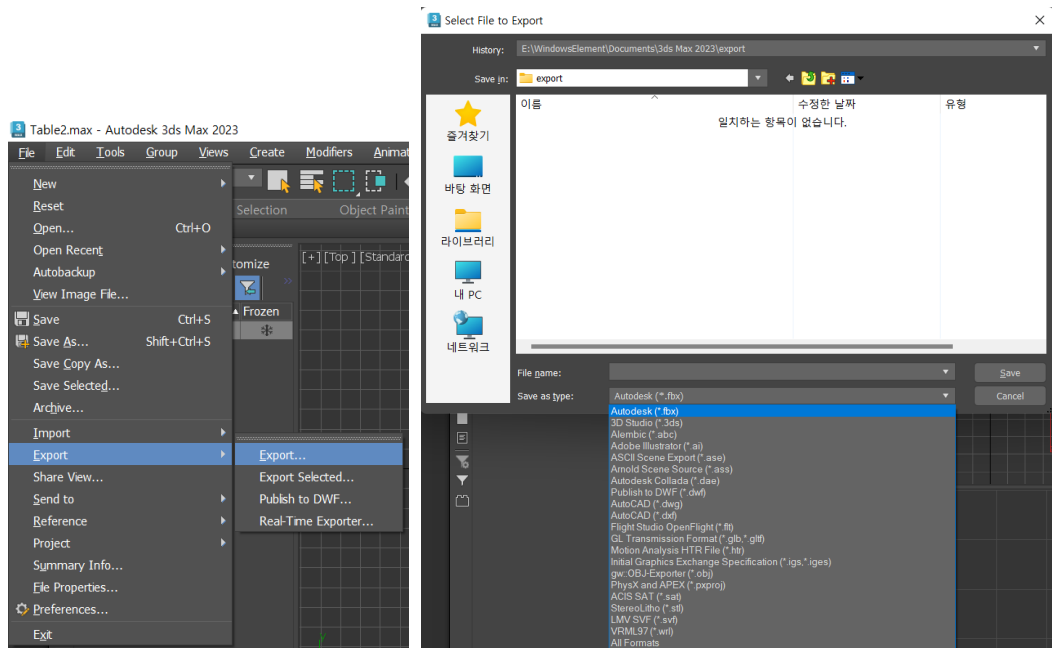 Table2.max - Autodesk 3ds Max 2023
File Edit Tools Group Views Create Modifiers Animat
New
Reset
Open... Ctrl+O
Open Recent
Autobackup
View Image File...
Save Ctrl+S
Save As... Shift+Ctrl+S
Save Copy As...
Save Selected...
Archive...
Import
Export
Share View...
Send to
Reference
Project
Summary Info...
File Properties...
Preferences...
Exit
Export...
Export Selected...
Publish to DWF...
Real-Time Exporter...
Selection Object Paint
tomize
[+] [Top ] [Standard
Frozen
Select File to Export
History: E:\WindowsElement\Documents\3ds Max 2023\export
Save in: export
즐겨찾기
바탕 화면
라이브러리
내 PC
네트워크
이름 수정한 날짜 유형
일치하는 항목이 없습니다.
File name: Save
Save as type: Autodesk (*.fbx) Cancel
Autodesk (*.fbx)
3D Studio (*.3ds)
Alembic (*.abc)
Adobe Illustrator (*.ai)
ASCII Scene Export (*.ase)
Arnold Scene Source (*.ass)
Autodesk Collada (*.dae)
Publish to DWF (*.dwf)
AutoCAD (*.dwg)
AutoCAD (*.dxf)
Flight Studio OpenFlight (*.flt)
GL Transmission Format (*.glb,*.gltf)
Motion Analysis HTR File (*.htr)
Initial Graphics Exchange Specification (*.igs,*.iges)
gw::OBJ-Exporter (*.obj)
PhysX and APEX (*.pxproj)
ACIS SAT (*.sat)
StereoLitho (*.stl)
LMV SVF (*.svf)
VRML97 (*.wrl)
All Formats